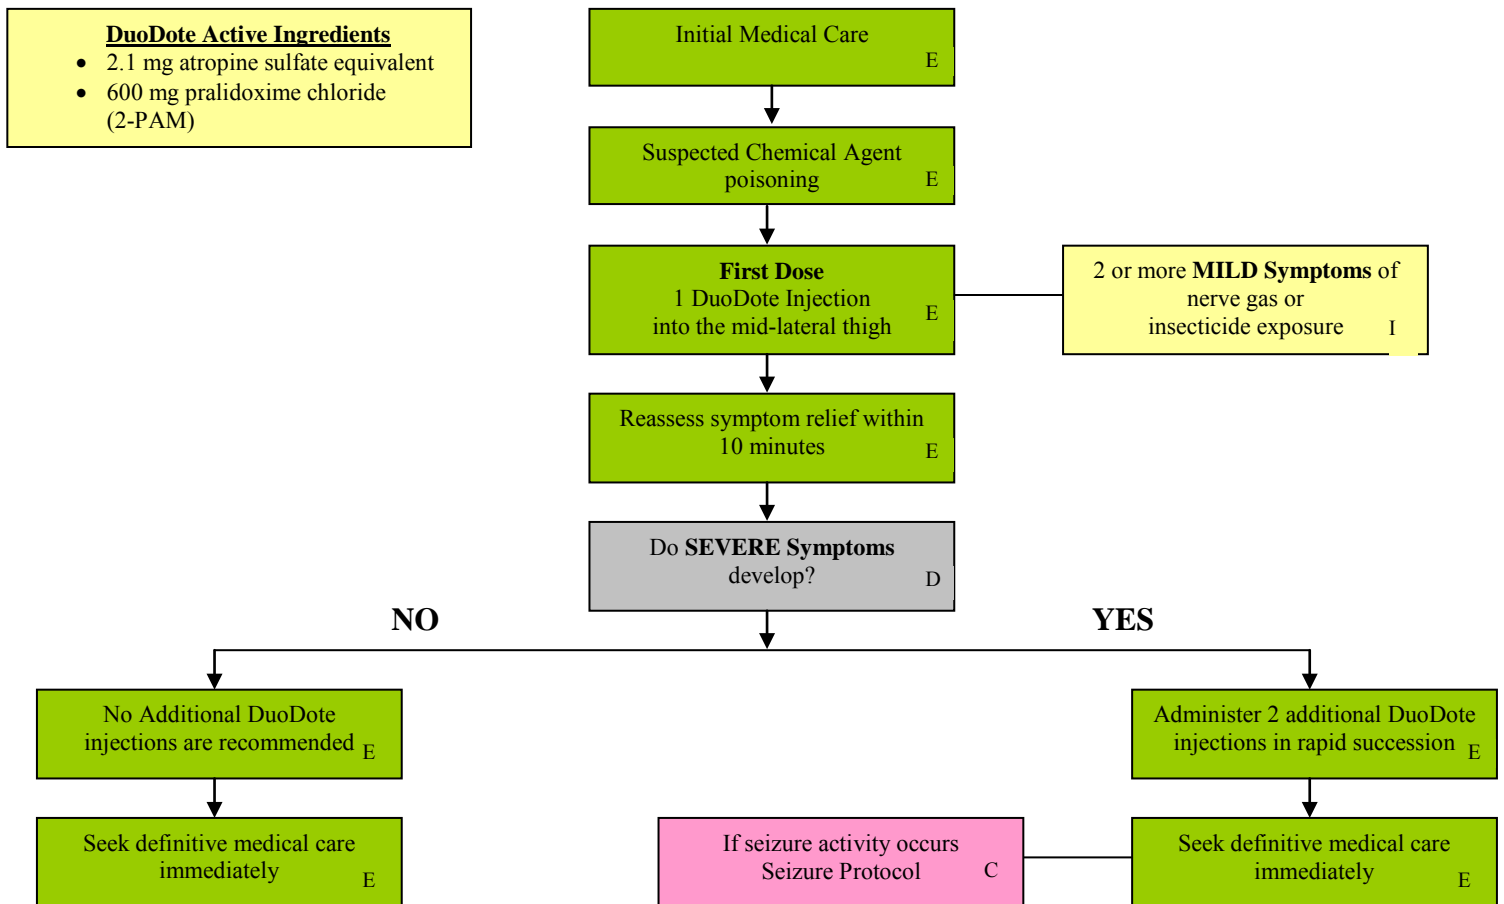 DuoDote Active Ingredients
• 2.1 mg atropine sulfate equivalent
• 600 mg pralidoxime chloride
(2-PAM)
Initial Medical Care
E
Suspected Chemical Agent
poisoning
E
First Dose
1 DuoDote Injection
into the mid-lateral thigh
E
2 or more MILD Symptoms of
nerve gas or
insecticide exposure
I
Reassess symptom relief within
10 minutes
E
Do SEVERE Symptoms
develop?
D
NO
YES
No Additional DuoDote
injections are recommended
E
Administer 2 additional DuoDote
injections in rapid succession
E
Seek definitive medical care
immediately
E
If seizure activity occurs
Seizure Protocol
C
Seek definitive medical care
immediately
E